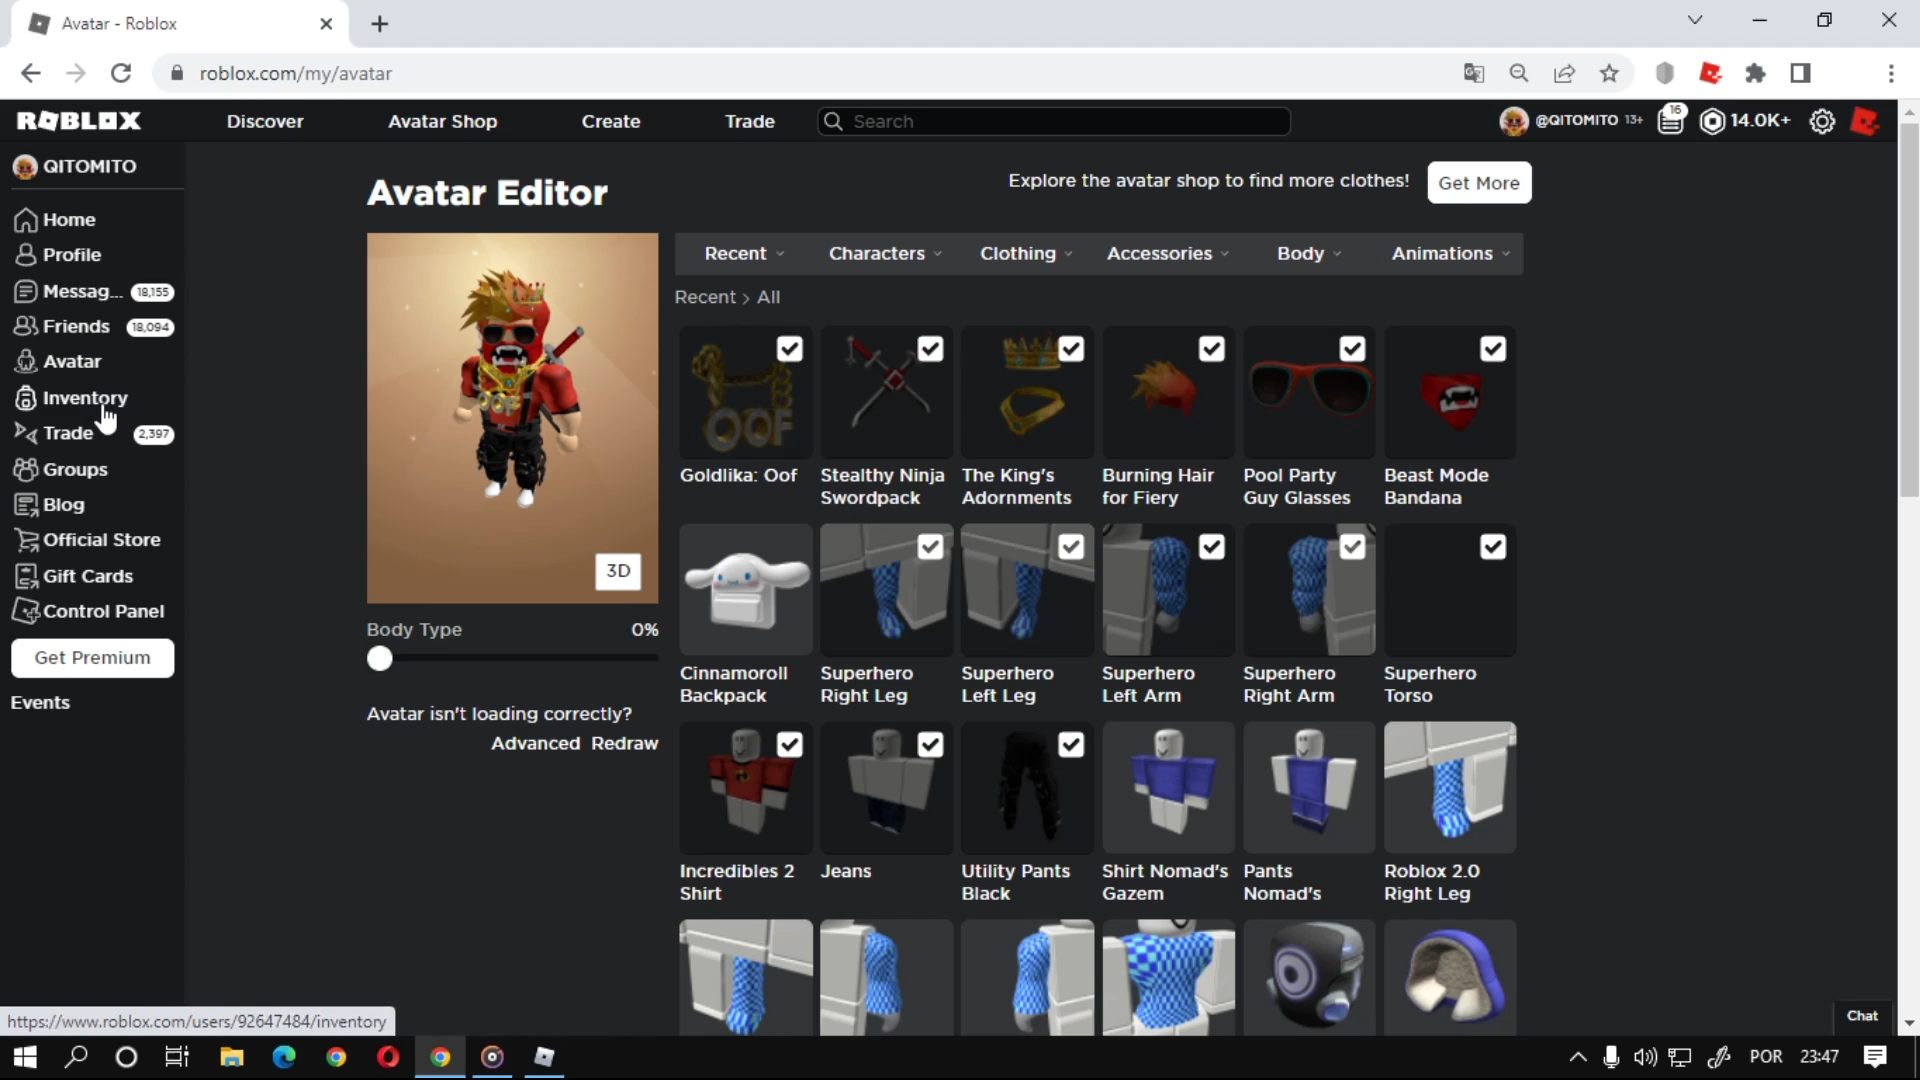 Avatar - Roblox
roblox.com/my/avatar
ROBLOX
Discover
Avatar Shop
Create
Trade
Search
@QITOMITO 13+
16
14.0K+
QITOMITO
Home
Profile
Messag... 18,155
Friends 18,094
Avatar
Inventory
Trade 2,397
Groups
Blog
Official Store
Gift Cards
Control Panel
Get Premium
Events
Avatar Editor
Explore the avatar shop to find more clothes!
Get More
OOF
3D
Body Type 0%
Avatar isn't loading correctly?
Advanced Redraw
Recent
Characters
Clothing
Accessories
Body
Animations
Recent > All
OOF
Goldlika: Oof
Stealthy Ninja
Swordpack
The King's
Adornments
Burning Hair
for Fiery
Pool Party
Guy Glasses
Beast Mode
Bandana
Cinnamoroll
Backpack
Superhero
Right Leg
Superhero
Left Leg
Superhero
Left Arm
Superhero
Right Arm
Superhero
Torso
Incredibles 2
Shirt
Jeans
Utility Pants
Black
Shirt Nomad's
Gazem
Pants
Nomad's
Roblox 2.0
Right Leg
Chat
https://www.roblox.com/users/92647484/inventory
POR
23:47